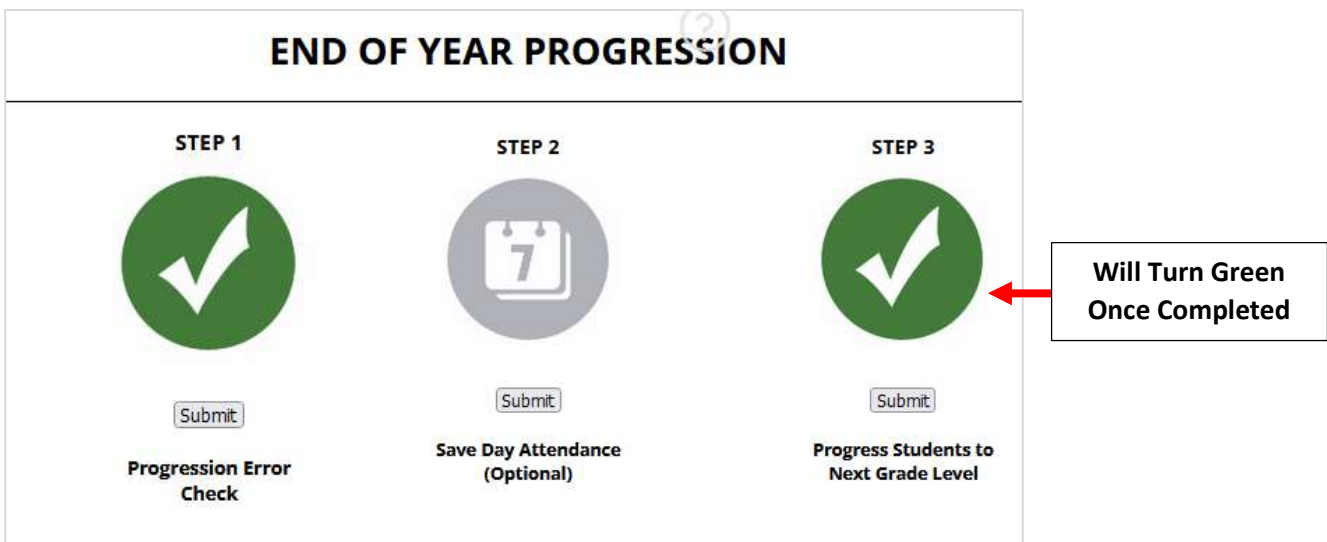 ?
END OF YEAR PROGRESSION
STEP 1
STEP 2
STEP 3
7
Will Turn Green
Once Completed
Submit
Submit
Submit
Progression Error
Check
Save Day Attendance
(Optional)
Progress Students to
Next Grade Level